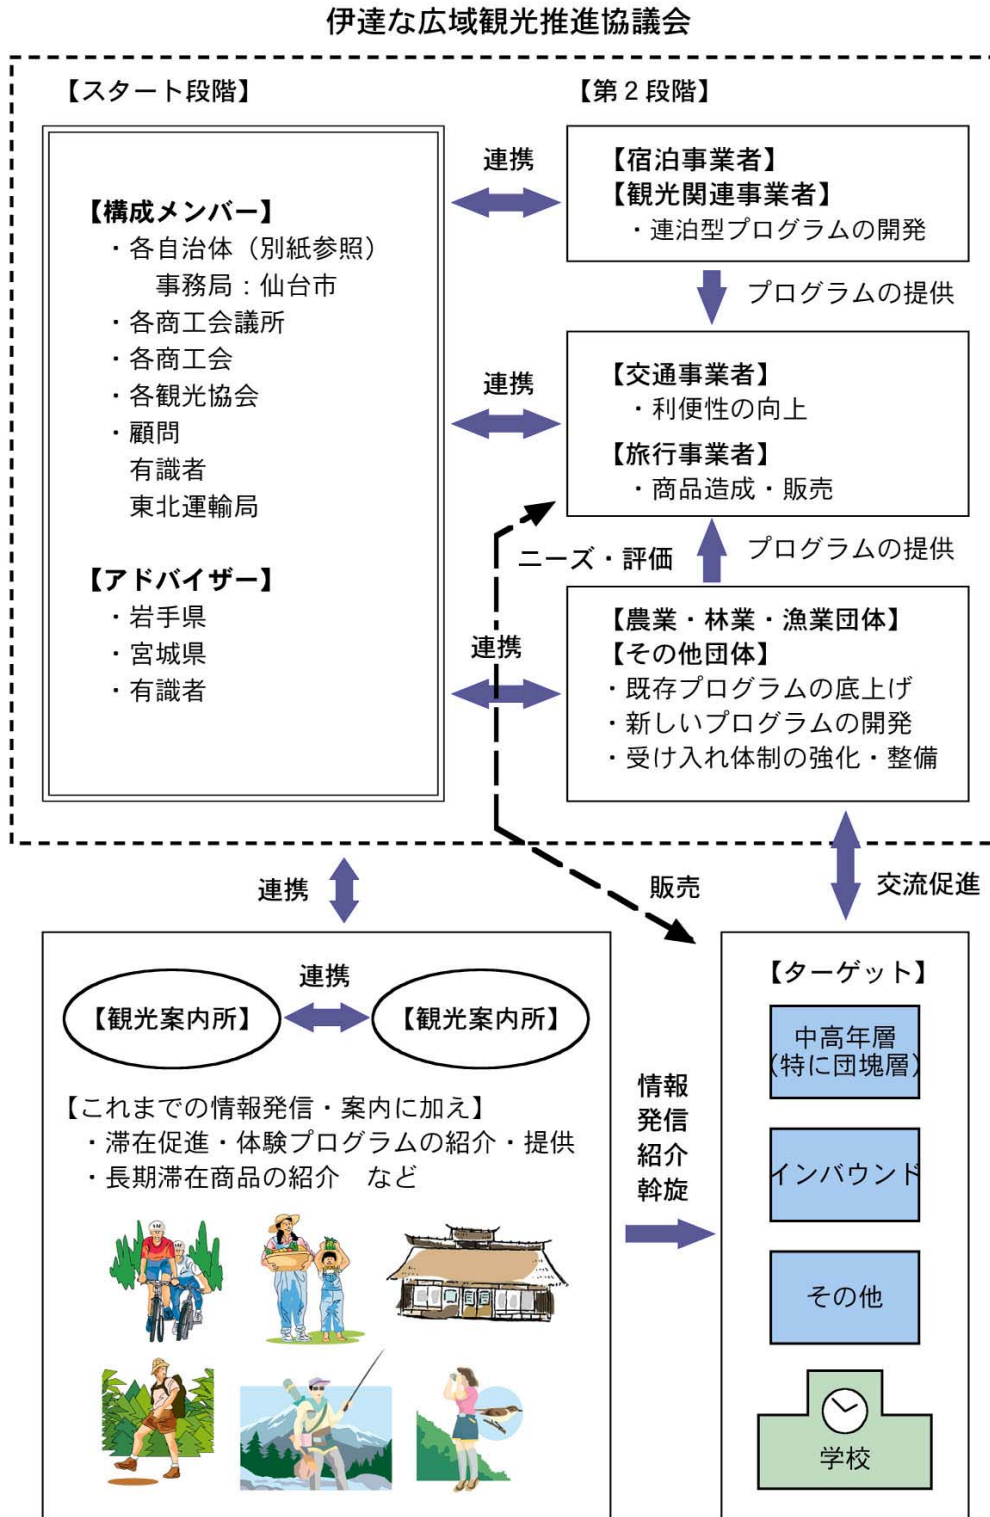 伊達な広域観光推進協議会
【スタート段階】
【構成メンバー】
・各自治体（別紙参照）
事務局：仙台市
・各商工会議所
・各商工会
・各観光協会
・顧問
有識者
東北運輸局
【アドバイザー】
・岩手県
・宮城県
・有識者
連携
連携
連携
【第２段階】
【宿泊事業者】
【観光関連事業者】
・連泊型プログラムの開発
プログラムの提供
【交通事業者】
・利便性の向上
【旅行事業者】
・商品造成・販売
ニーズ・評価
プログラムの提供
【農業・林業・漁業団体】
【その他団体】
・既存プログラムの底上げ
・新しいプログラムの開発
・受け入れ体制の強化・整備
連携
販売
交流促進
【観光案内所】
連携
【観光案内所】
【これまでの情報発信・案内に加え】
・滞在促進・体験プログラムの紹介・提供
・長期滞在商品の紹介　など
情報
発信
紹介
斡旋
【ターゲット】
中高年層
（特に団塊層）
インバウンド
その他
学校